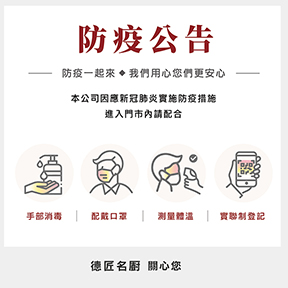 防疫公告
防疫一起來◆我們用心您們更安心
本公司因應新冠肺炎實施防疫措施
進入門市內請配合
手部消毒 配戴口罩 測量體溫 實聯制登記
德匠名廚 關心您